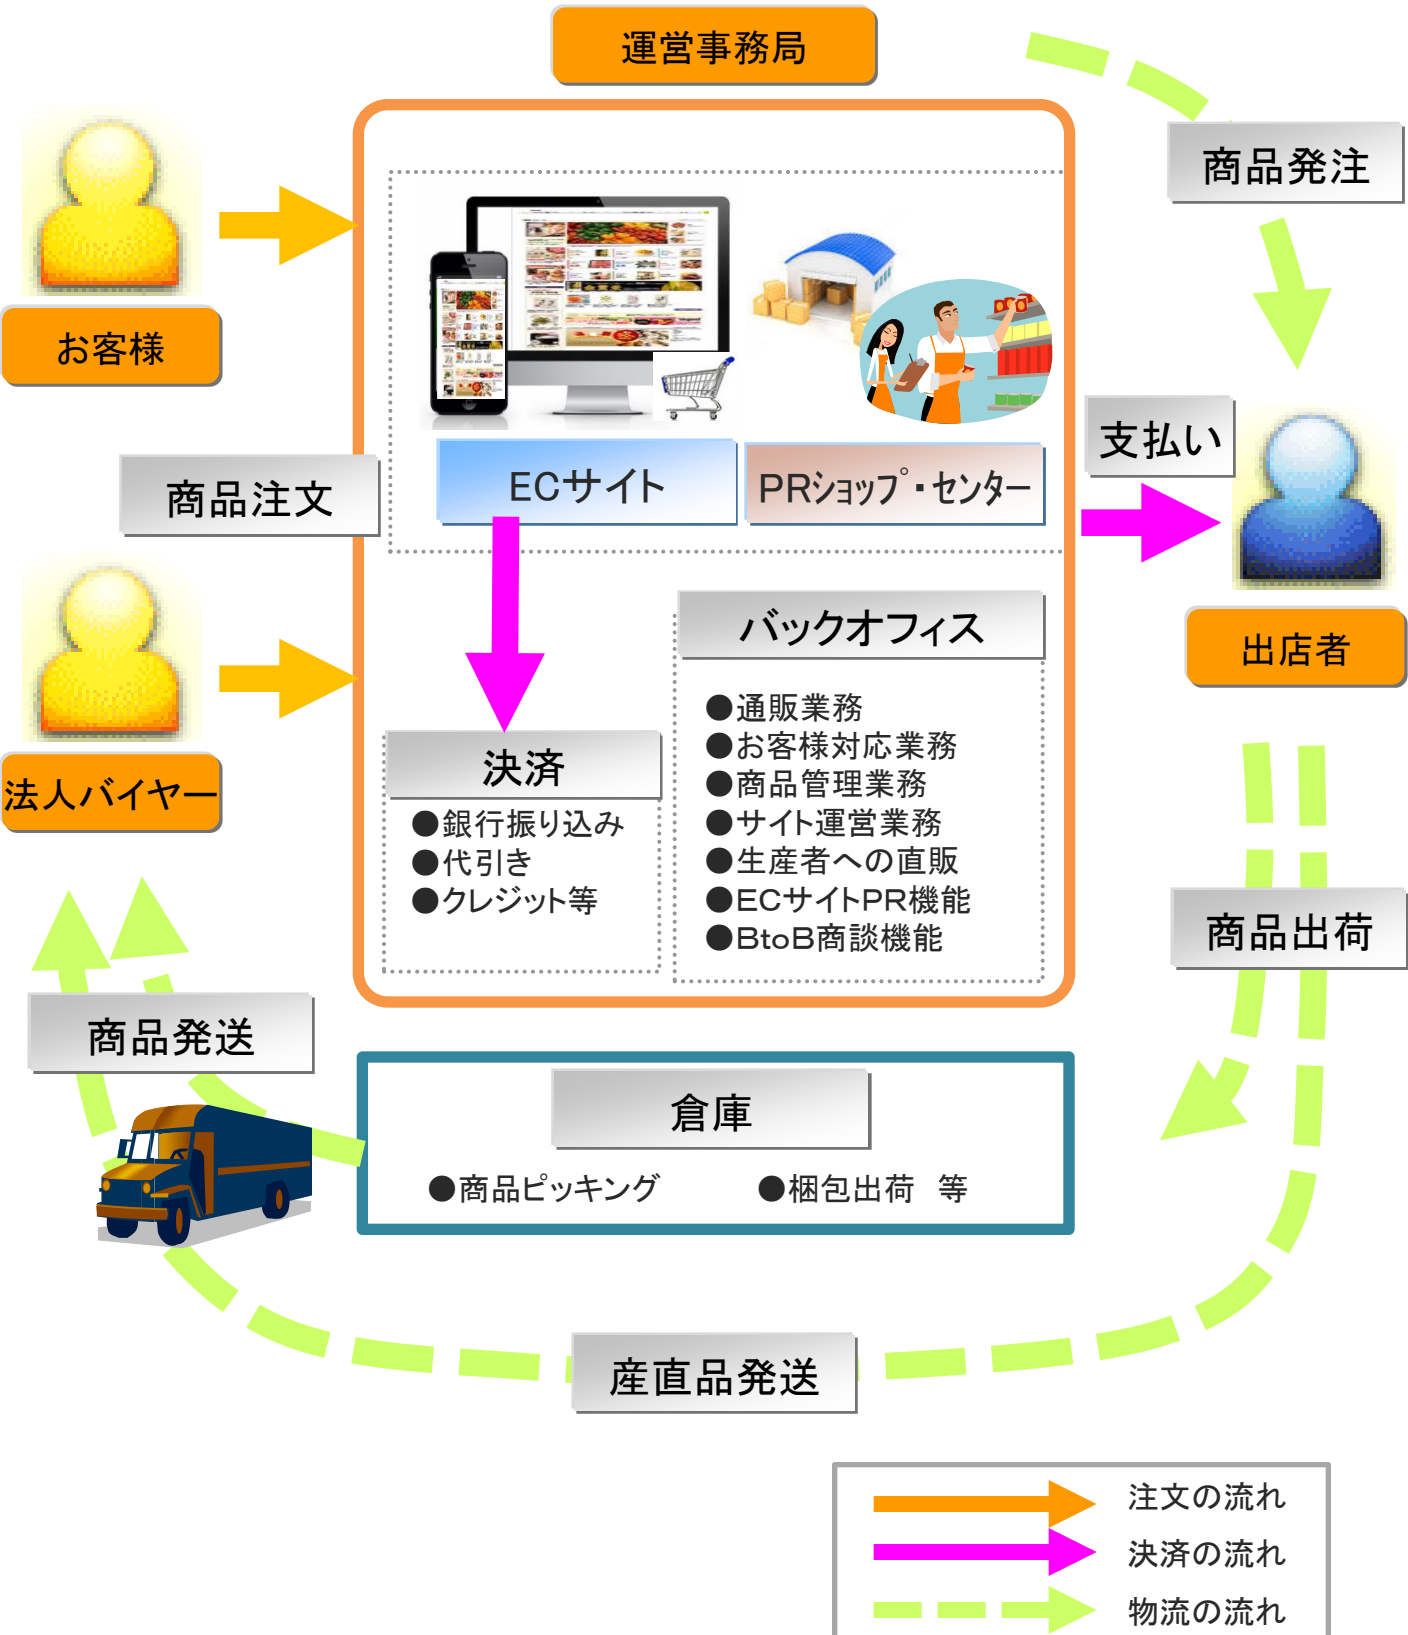 運営事務局
商品発注
お客様
支払い
ECサイト
PRショップ・センター
商品注文
バックオフィス
出店者
●通販業務
●お客様対応業務
●商品管理業務
●サイト運営業務
●生産者への直販
●ECサイトPR機能
●BtoB商談機能
決済
●銀行振り込み
●代引き
●クレジット等
法人バイヤー
商品出荷
商品発送
倉庫
●商品ピッキング
●梱包出荷　等
産直品発送
注文の流れ
決済の流れ
物流の流れ